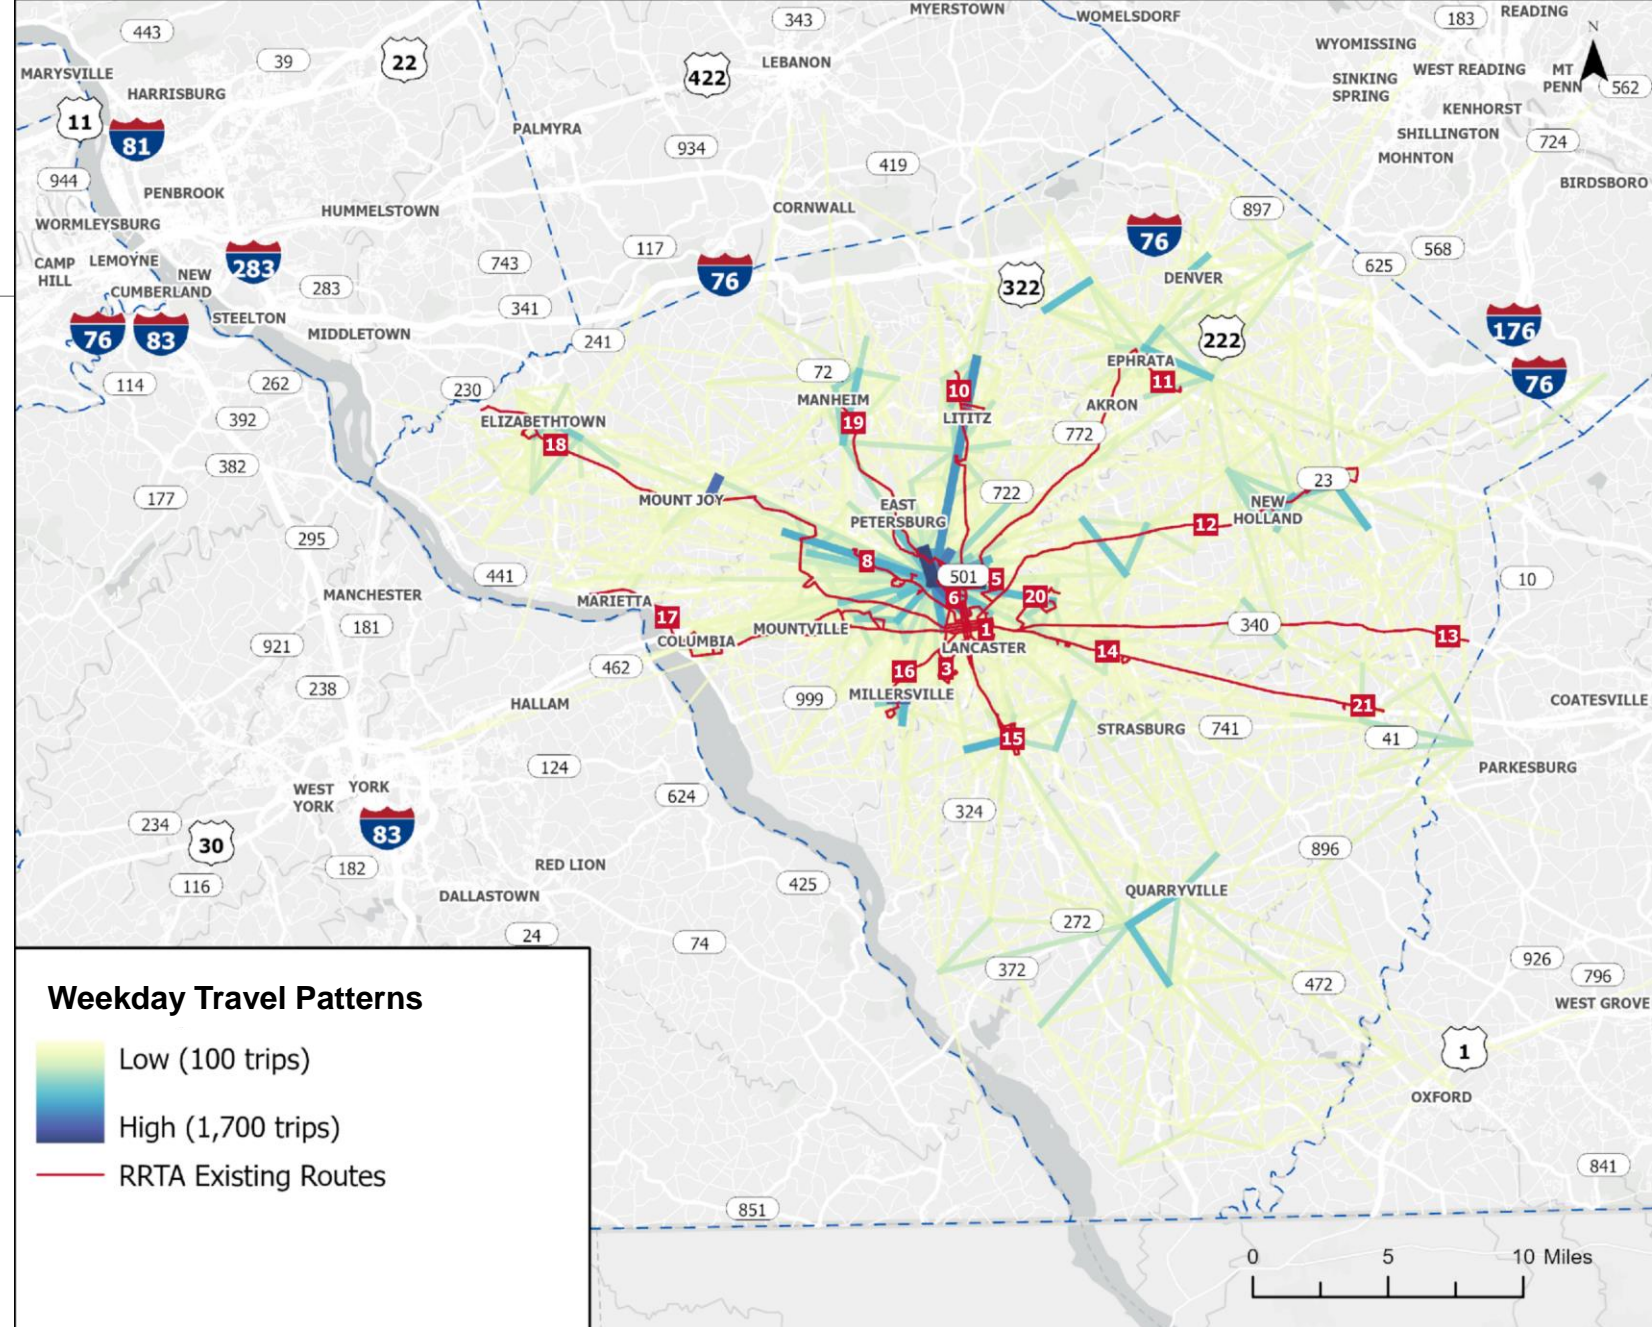 MYERSTOWN
WOMELSDORF
183
READING
443
343
N
39
22
422
LEBANON
WYOMISSING
MARYSVILLE
HARRISBURG
SINKING
SPRING
WEST READING
MT
PENN
562
KENHORST
11
81
PALMYRA
934
419
SHILLINGTON
724
MOHNTON
944
PENBROOK
BIRDSBORO
HUMMELSTOWN
CORNWALL
897
WORMLEYSBURG
76
CAMP
HILL
LEMOYNE
283
NEW
CUMBERLAND
743
117
76
322
DENVER
625
568
283
341
STEELTON
MIDDLETOWN
241
76
83
222
176
EPHRATA
11
76
114
262
230
72
MANHEIM
10
AKRON
392
ELIZABETHTOWN
18
19
LITITZ
772
382
177
MOUNT JOY
722
23
NEW
HOLLAND
EAST
PETERSBURG
12
295
8
501
5
441
10
MANCHESTER
MARIETTA
6
20
181
17
MOUNTVILLE
1
340
13
921
COLUMBIA
LANCASTER
14
462
16
3
238
HALLAM
999
MILLERSVILLE
21
COATESVILLE
15
STRASBURG
741
41
124
PARKESBURG
WEST
YORK
YORK
624
324
234
30
83
896
182
RED LION
116
425
QUARRYVILLE
DALLASTOWN
272
24
74
372
472
926
796
WEST GROVE
Weekday Travel Patterns
Low (100 trips)
High (1,700 trips)
RRTA Existing Routes
1
OXFORD
841
851
0 5 10 Miles